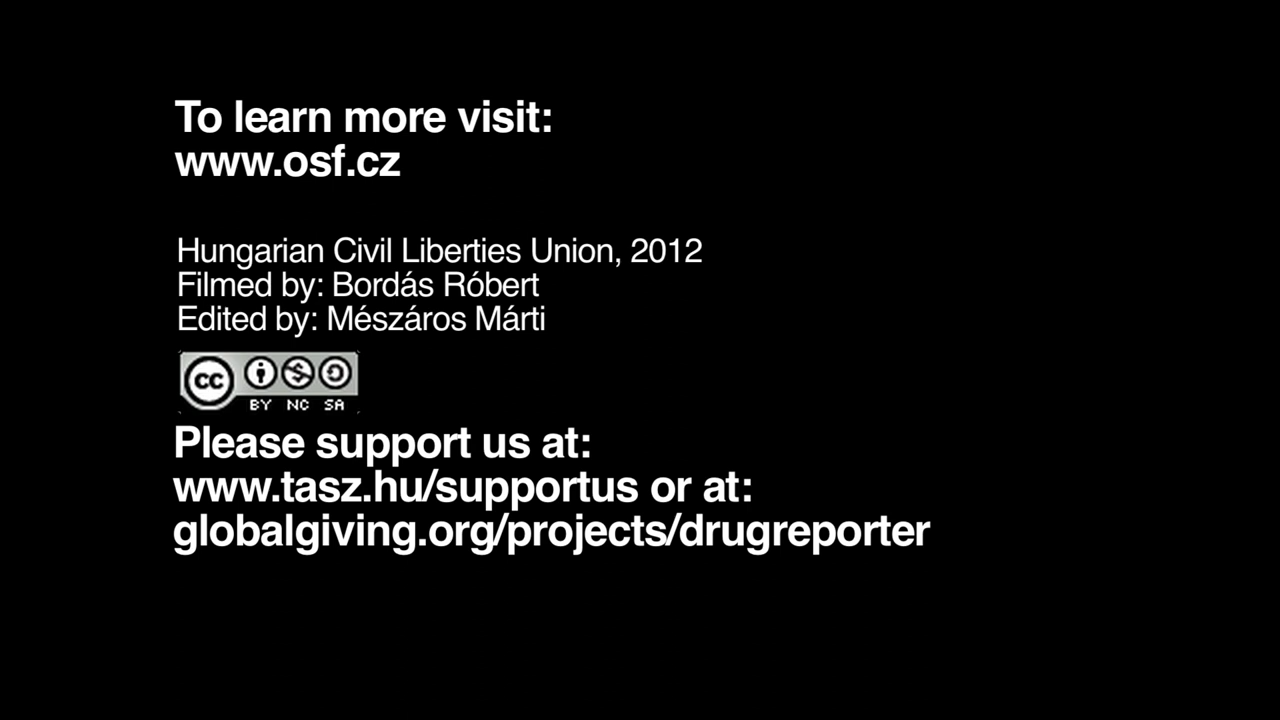 To learn more visit:
www.osf.cz
Hungarian Civil Liberties Union, 2012
Filmed by: Bordás Róbert
Edited by: Mészáros Márti
cc BY NC SA
Please support us at:
www.tasz.hu/supportus or at:
globalgiving.org/projects/drugreporter